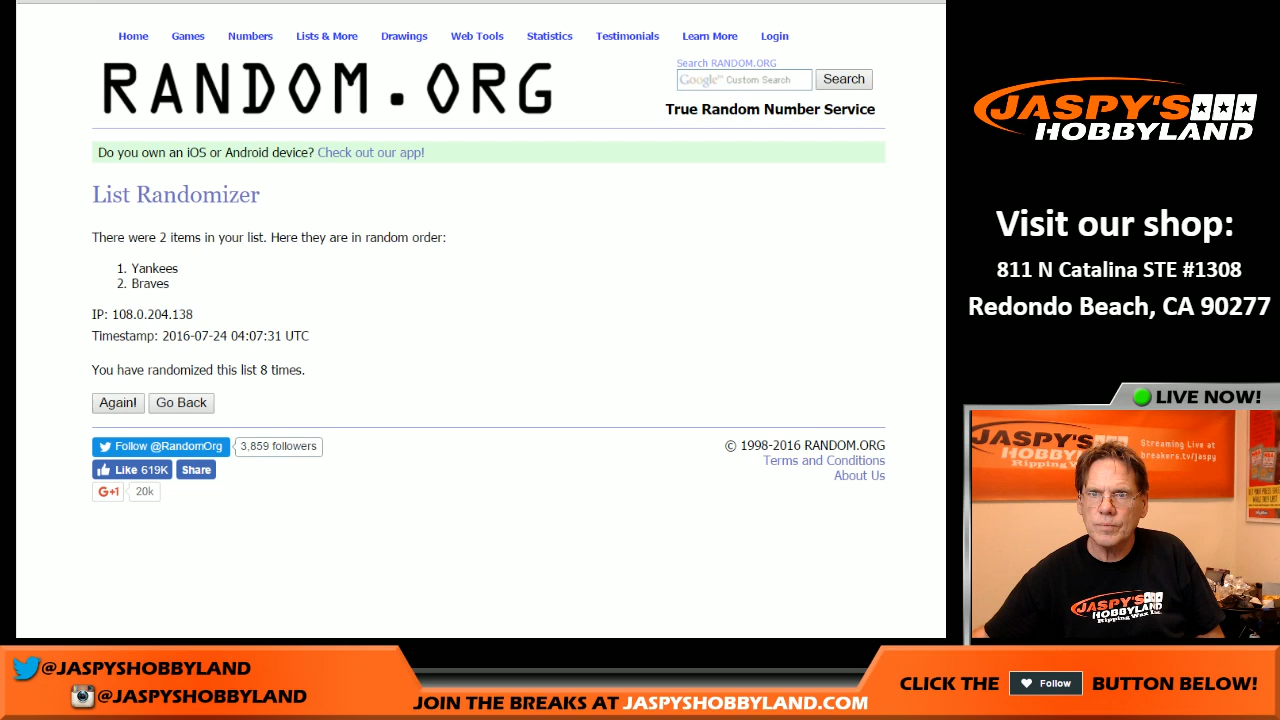 Home Games Numbers Lists & More Drawings Web Tools Statistics Testimonials Learn More Login
RANDOM.ORG
Search RANDOM.ORG
Google™ Custom Search Search
True Random Number Service
Do you own an iOS or Android device? Check out our app!
List Randomizer
There were 2 items in your list. Here they are in random order:
1. Yankees
2. Braves
IP: 108.0.204.138
Timestamp: 2016-07-24 04:07:31 UTC
You have randomized this list 8 times.
Again! Go Back
Follow @RandomOrg 3,859 followers
Like 619K Share
G+1 20k
© 1998-2016 RANDOM.ORG
Terms and Conditions
About Us
JASPY'S
HOBBYLAND
Visit our shop:
811 N Catalina STE #1308
Redondo Beach, CA 90277
LIVE NOW!
JASPY'S
HOBBYLAND
Ripping Wax
Streaming Live at
breakers.tv/jaspy
JASPY'S
HOBBYLAND
Ripping Wax
@JASPYSHOBBYLAND
@JASPYSHOBBYLAND
JOIN THE BREAKS AT JASPYSHOBBYLAND.COM
CLICK THE Follow BUTTON BELOW!